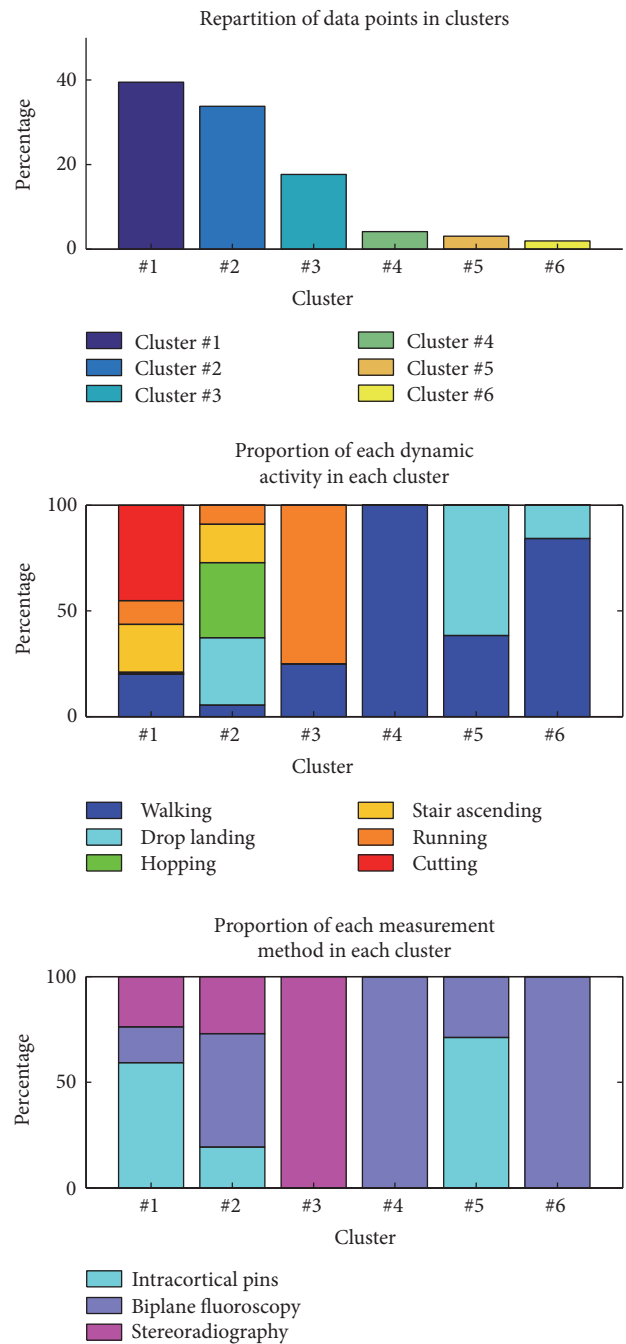 Repartition of data points in clusters
Percentage
40
20
0
#1 #2 #3 #4 #5 #6
Cluster
Cluster #1 Cluster #4
Cluster #2 Cluster #5
Cluster #3 Cluster #6
Proportion of each dynamic
activity in each cluster
Percentage
100
50
0
#1 #2 #3 #4 #5 #6
Cluster
Walking Stair ascending
Drop landing Running
Hopping Cutting
Proportion of each measurement
method in each cluster
Percentage
100
50
0
#1 #2 #3 #4 #5 #6
Cluster
Intracortical pins
Biplane fluoroscopy
Stereoradiography